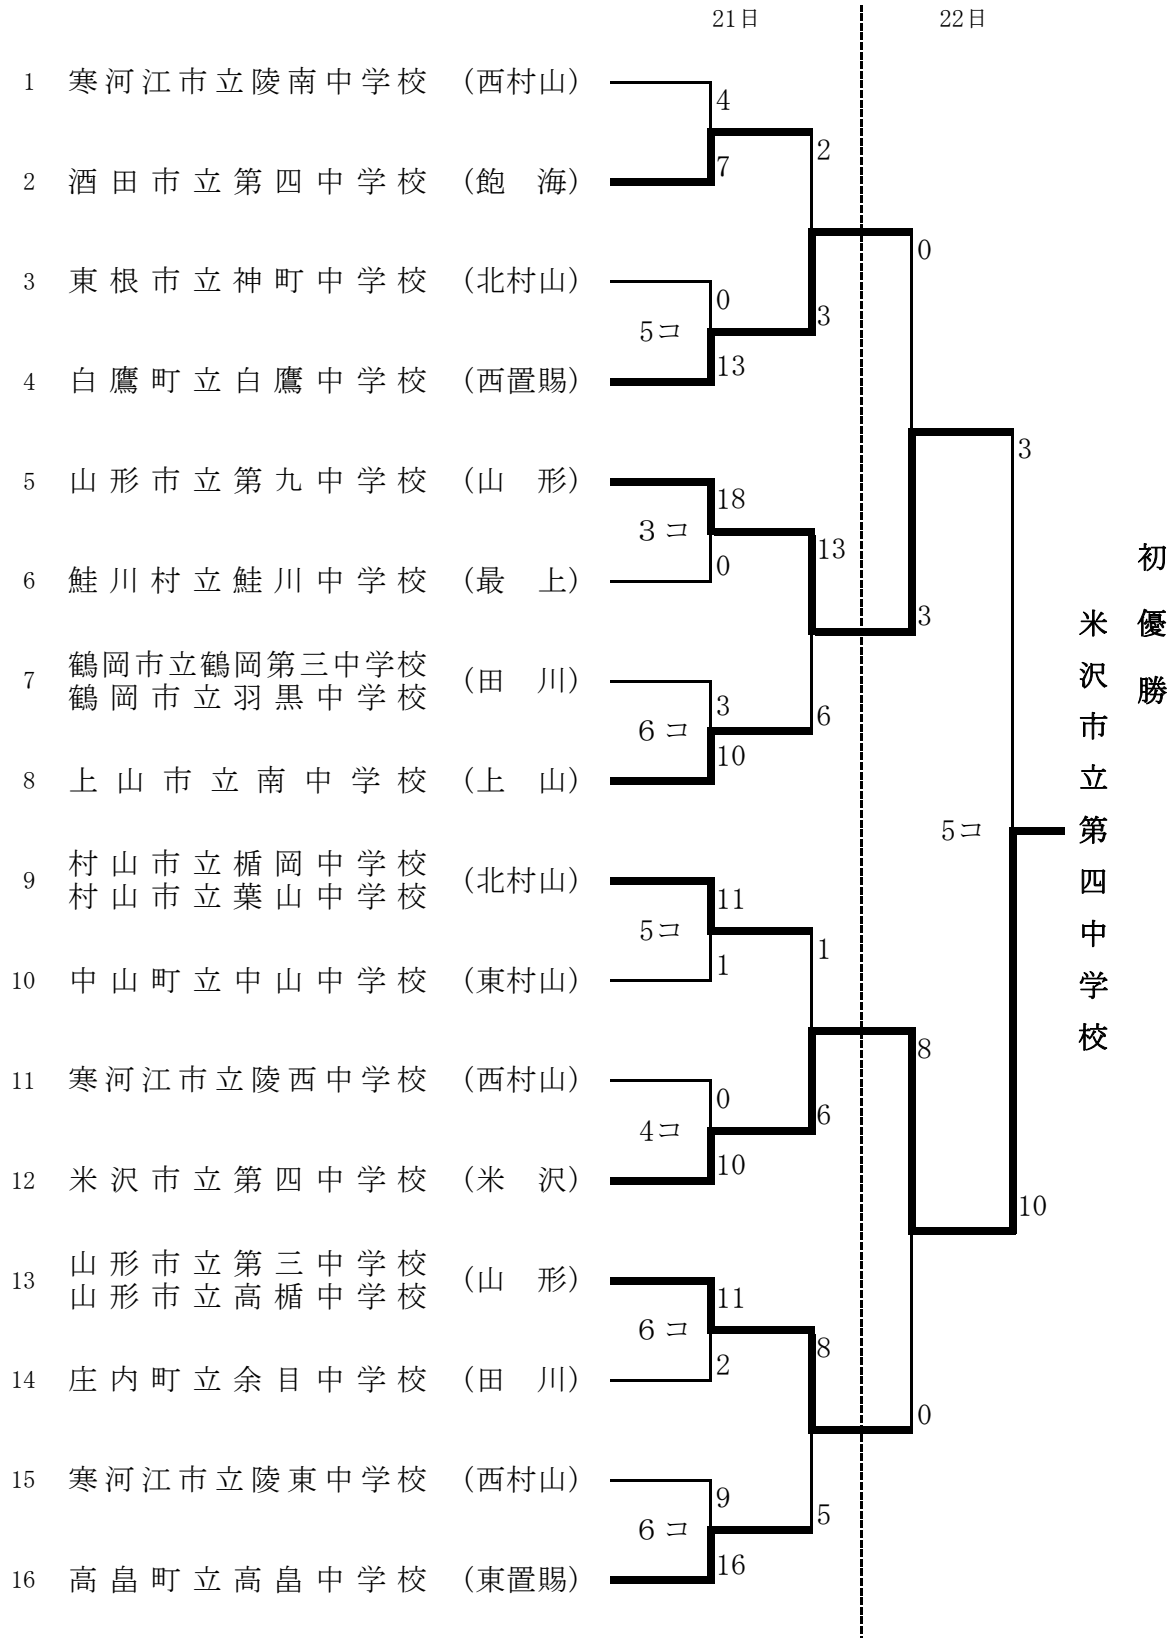 21日 22日
1 寒河江市立陵南中学校 (西村山)
4
7
2
2 酒田市立第四中学校 (飽 海)
0
3 東根市立神町中学校 (北村山)
0
5コ
3
13
4 白鷹町立白鷹中学校 (西置賜)
3
5 山形市立第九中学校 (山 形)
18
3コ
13
0
6 鮭川村立鮭川中学校 (最 上)
3
7 鶴岡市立鶴岡第三中学校
鶴岡市立羽黒中学校
(田 川)
3
6コ
6
10
8 上山市立南中学校 (上 山)
5コ
9 村山市立楯岡中学校
村山市立葉山中学校
(北村山)
11
5コ
1
1
10 中山町立中山中学校 (東村山)
8
11 寒河江市立陵西中学校 (西村山)
0
4コ
6
10
12 米沢市立第四中学校 (米 沢)
10
13 山形市立第三中学校
山形市立高楯中学校
(山 形)
11
6コ
8
2
14 庄内町立余目中学校 (田 川)
0
15 寒河江市立陵東中学校 (西村山)
9
6コ
5
16
16 高畠町立高畠中学校 (東置賜)
初優勝
米沢市立第四中学校